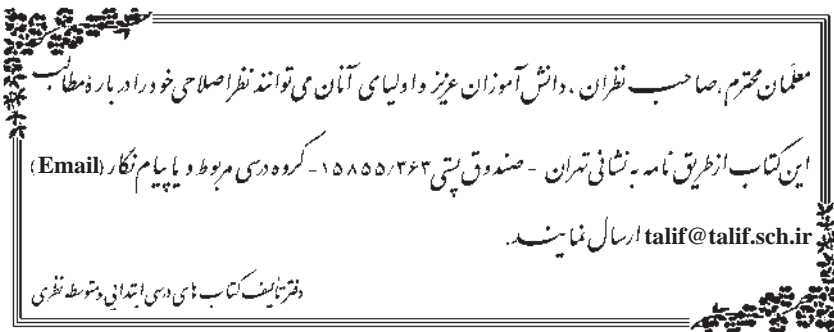 معلّمان محترم، صاحب نظران، دانش‌آموزان عزیز و اولیای آنان می‌توانند نظر اصلاحی خود را دربارهٔ مطالب
این کتاب از طریق نامه به نشانی تهران - صندوق پستی ۱۵۸۵۵/۳۶۳ - گروه درسی مربوط و یا پیام‌نگار (Email)
talif@talif.sch.ir ارسال نمایند.
دفتر تألیف کتاب‌های درسی ابتدایی و متوسطه نظری